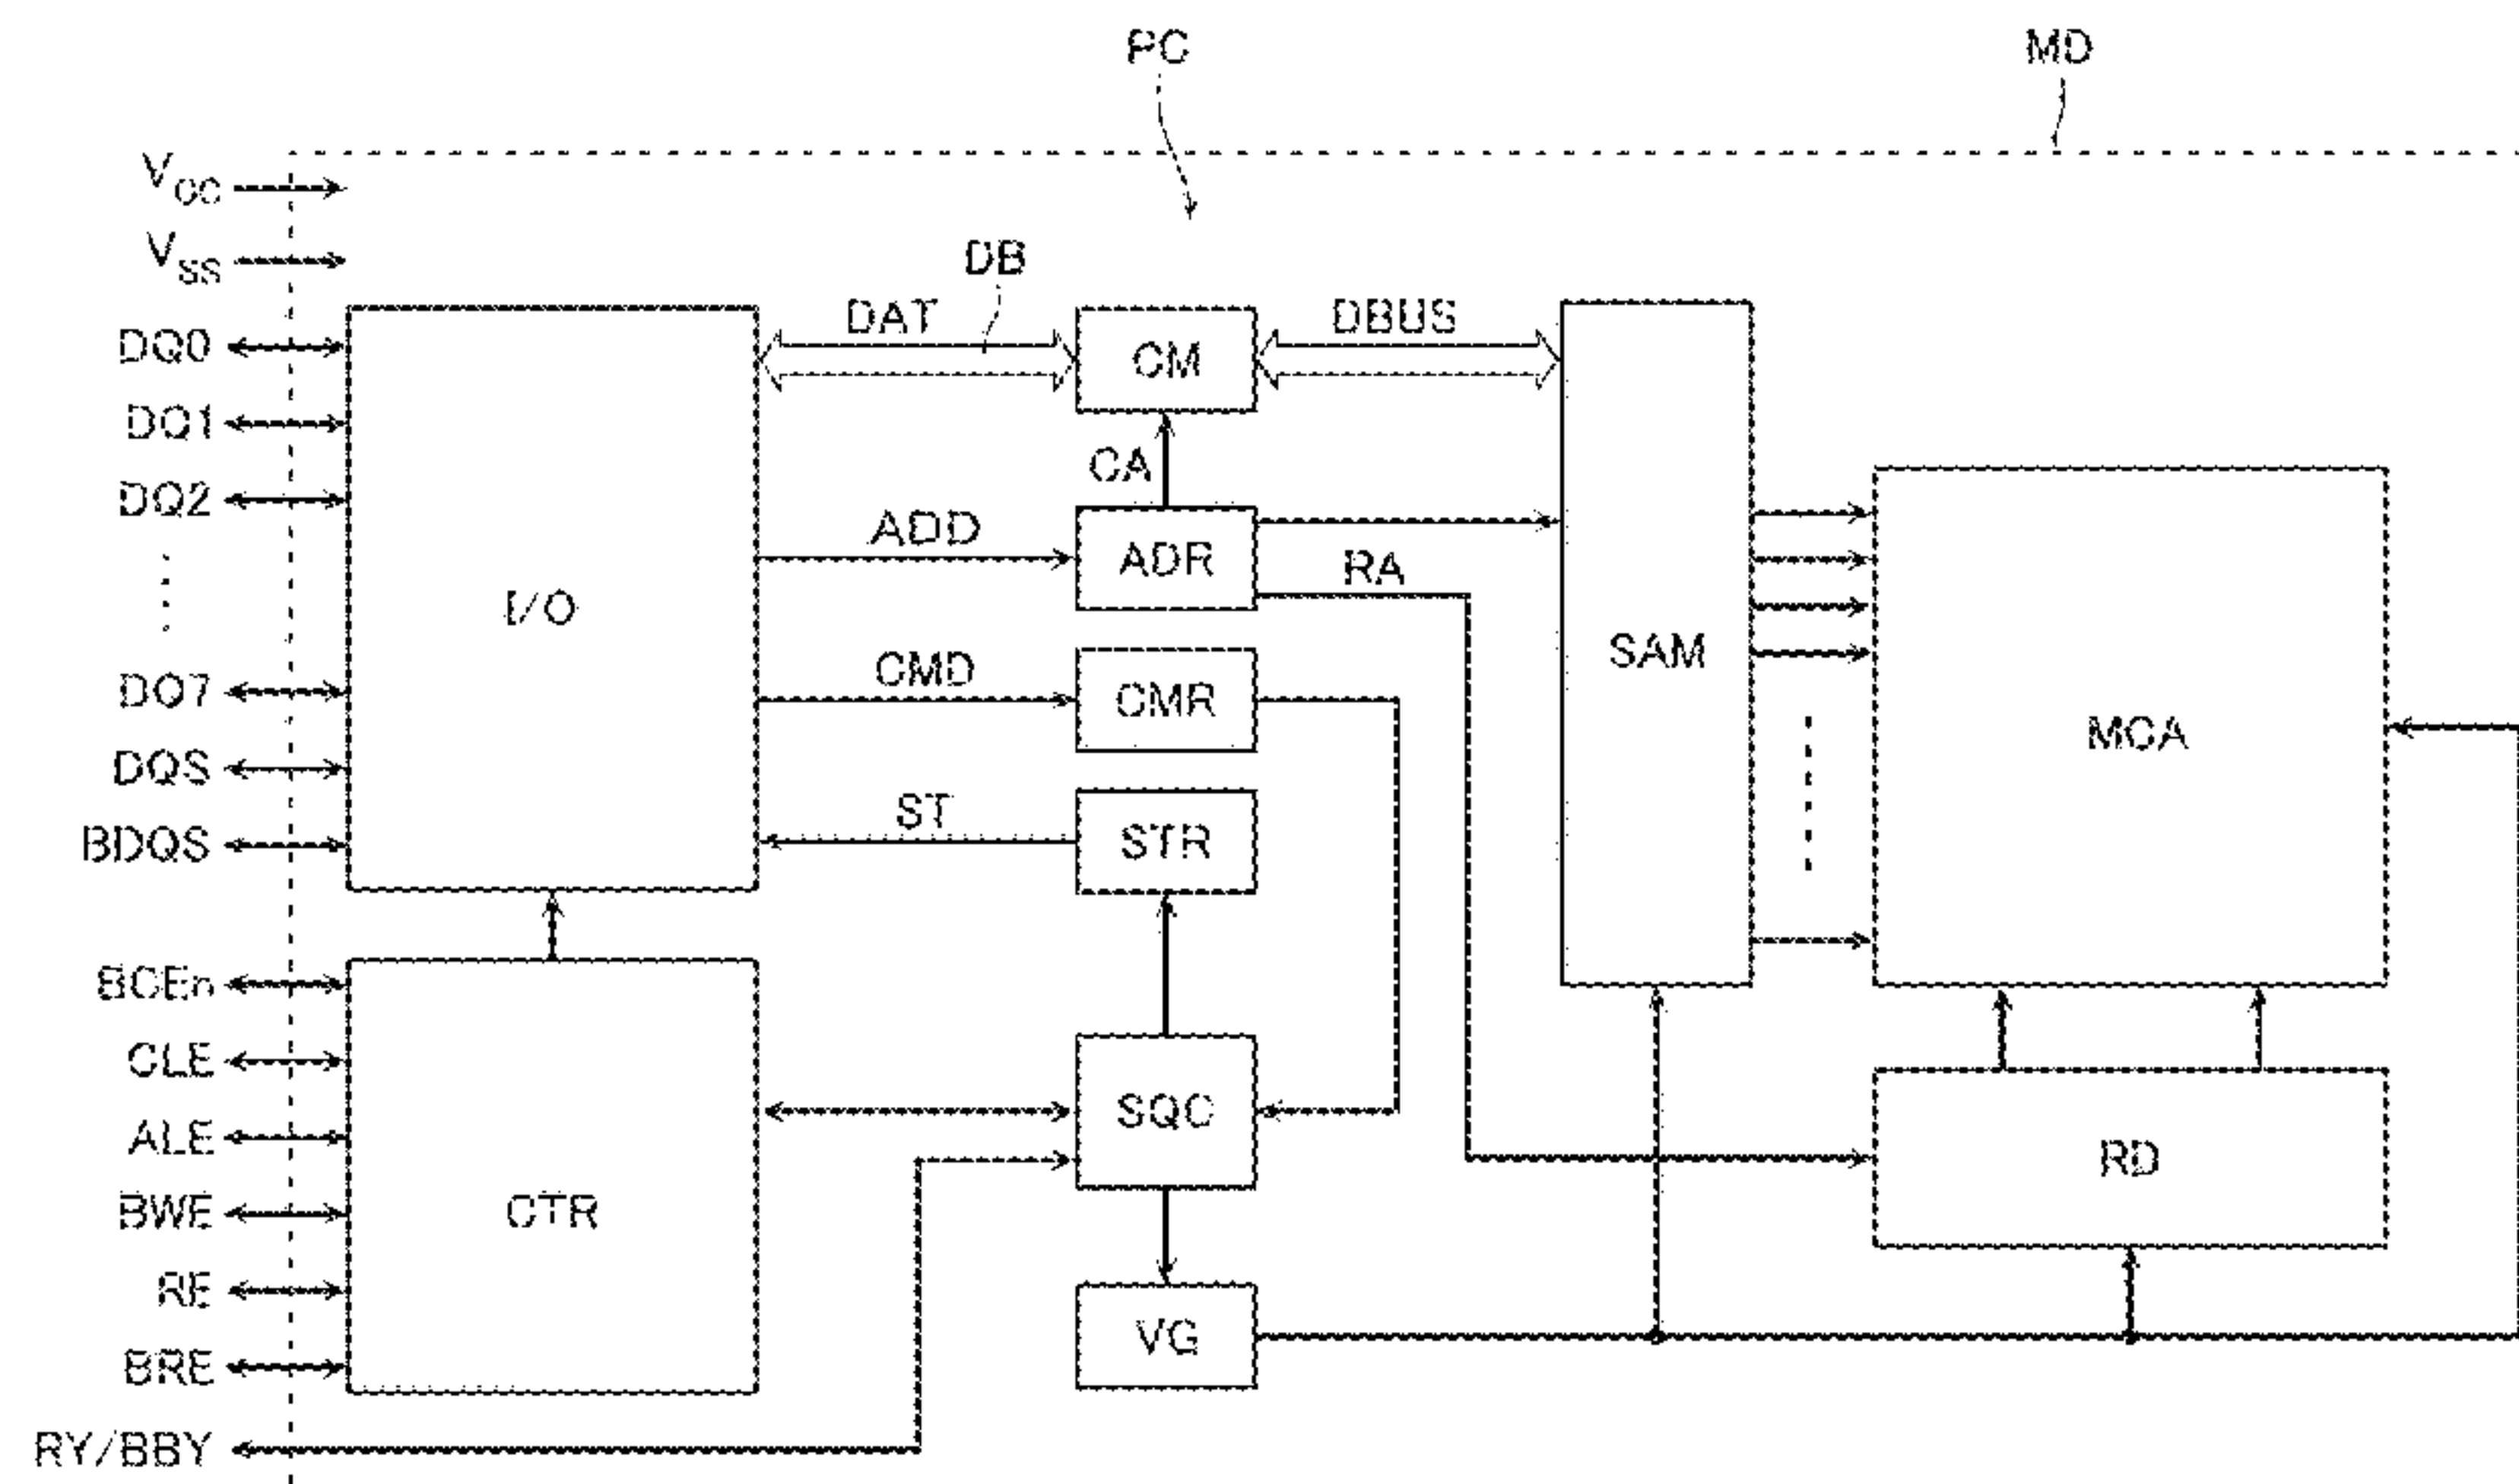 PC
MD
VCC
VSS
DB
DAT
DBUS
DQ0
CM
DQ1
CA
DQ2
ADD
ADR
RA
I/O
SAM
CMD
CMR
DQ7
MCA
DQS
ST
STR
BDQS
BCEn
CLE
SQC
ALE
RD
BWE
CTR
RE
VG
BRE
RY/BBY